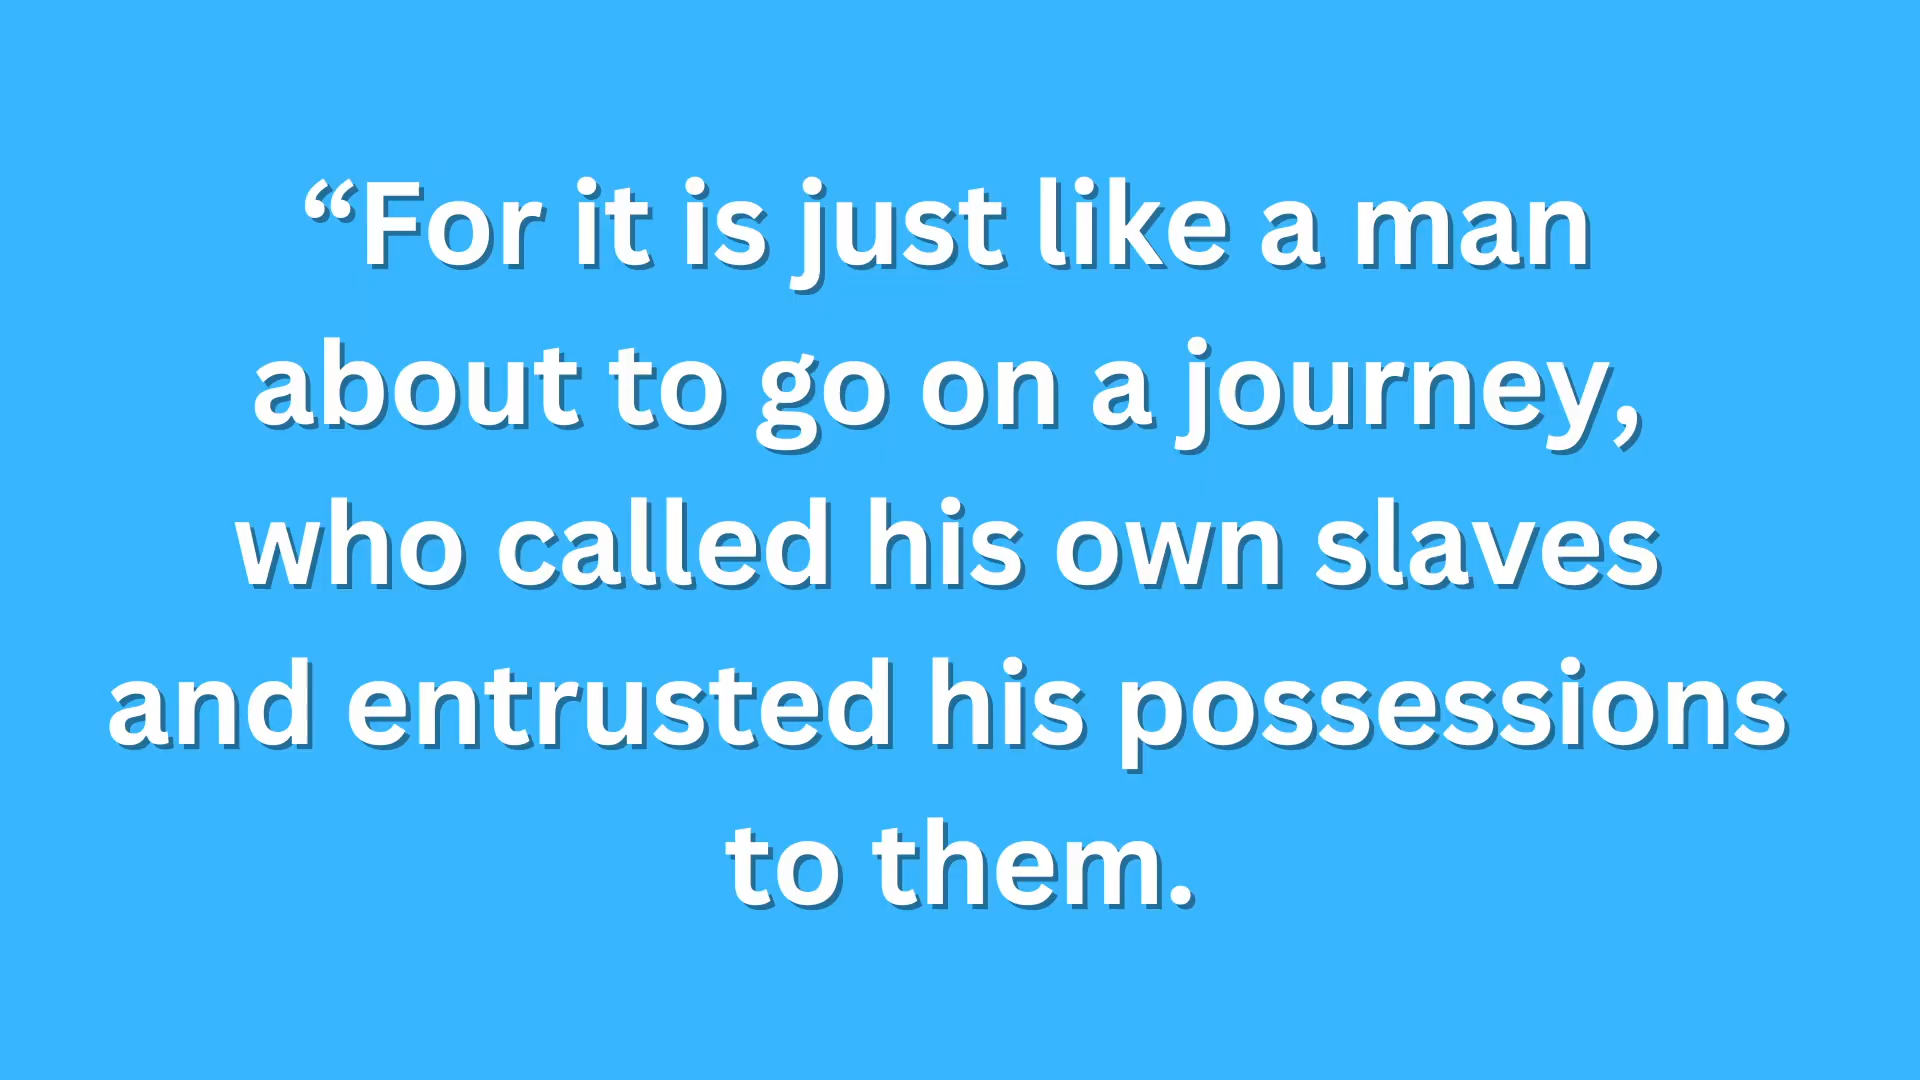 “For it is just like a man
about to go on a journey,
who called his own slaves
and entrusted his possessions
to them.